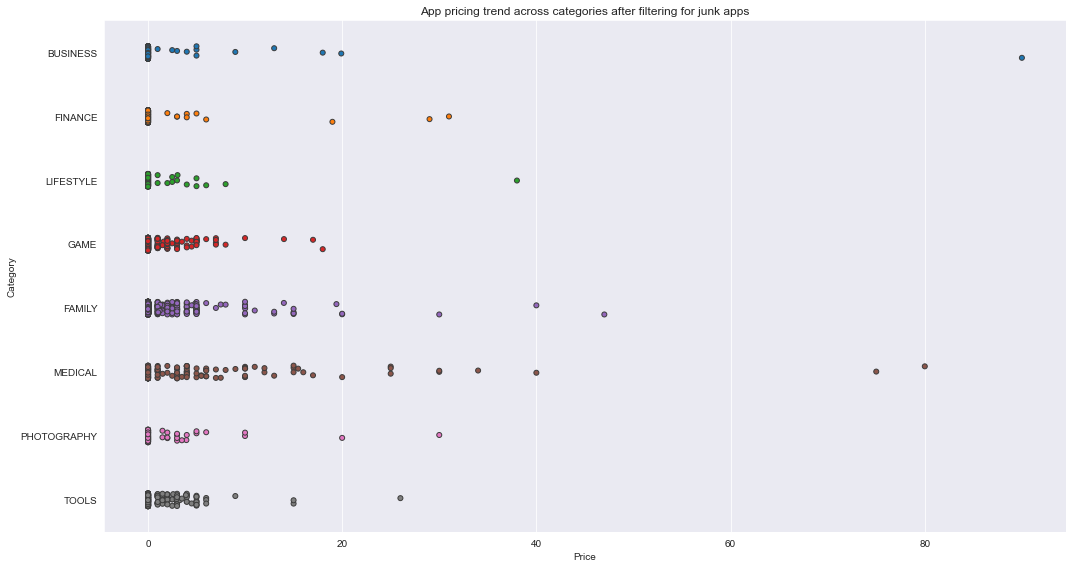 App pricing trend across categories after filtering for junk apps
BUSINESS
FINANCE
LIFESTYLE
GAME
FAMILY
MEDICAL
PHOTOGRAPHY
TOOLS
Category
0 20 40 60 80
Price